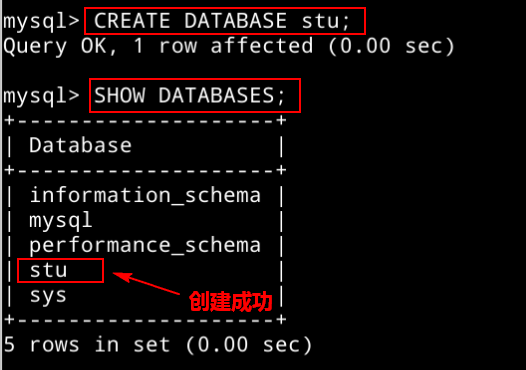 mysql> CREATE DATABASE stu;
Query OK, 1 row affected (0.00 sec)
mysql> SHOW DATABASES;
+--------------------+
| Database           |
+--------------------+
| information_schema |
| mysql              |
| performance_schema |
| stu                |
| sys                |
创建成功
+--------------------+
5 rows in set (0.00 sec)